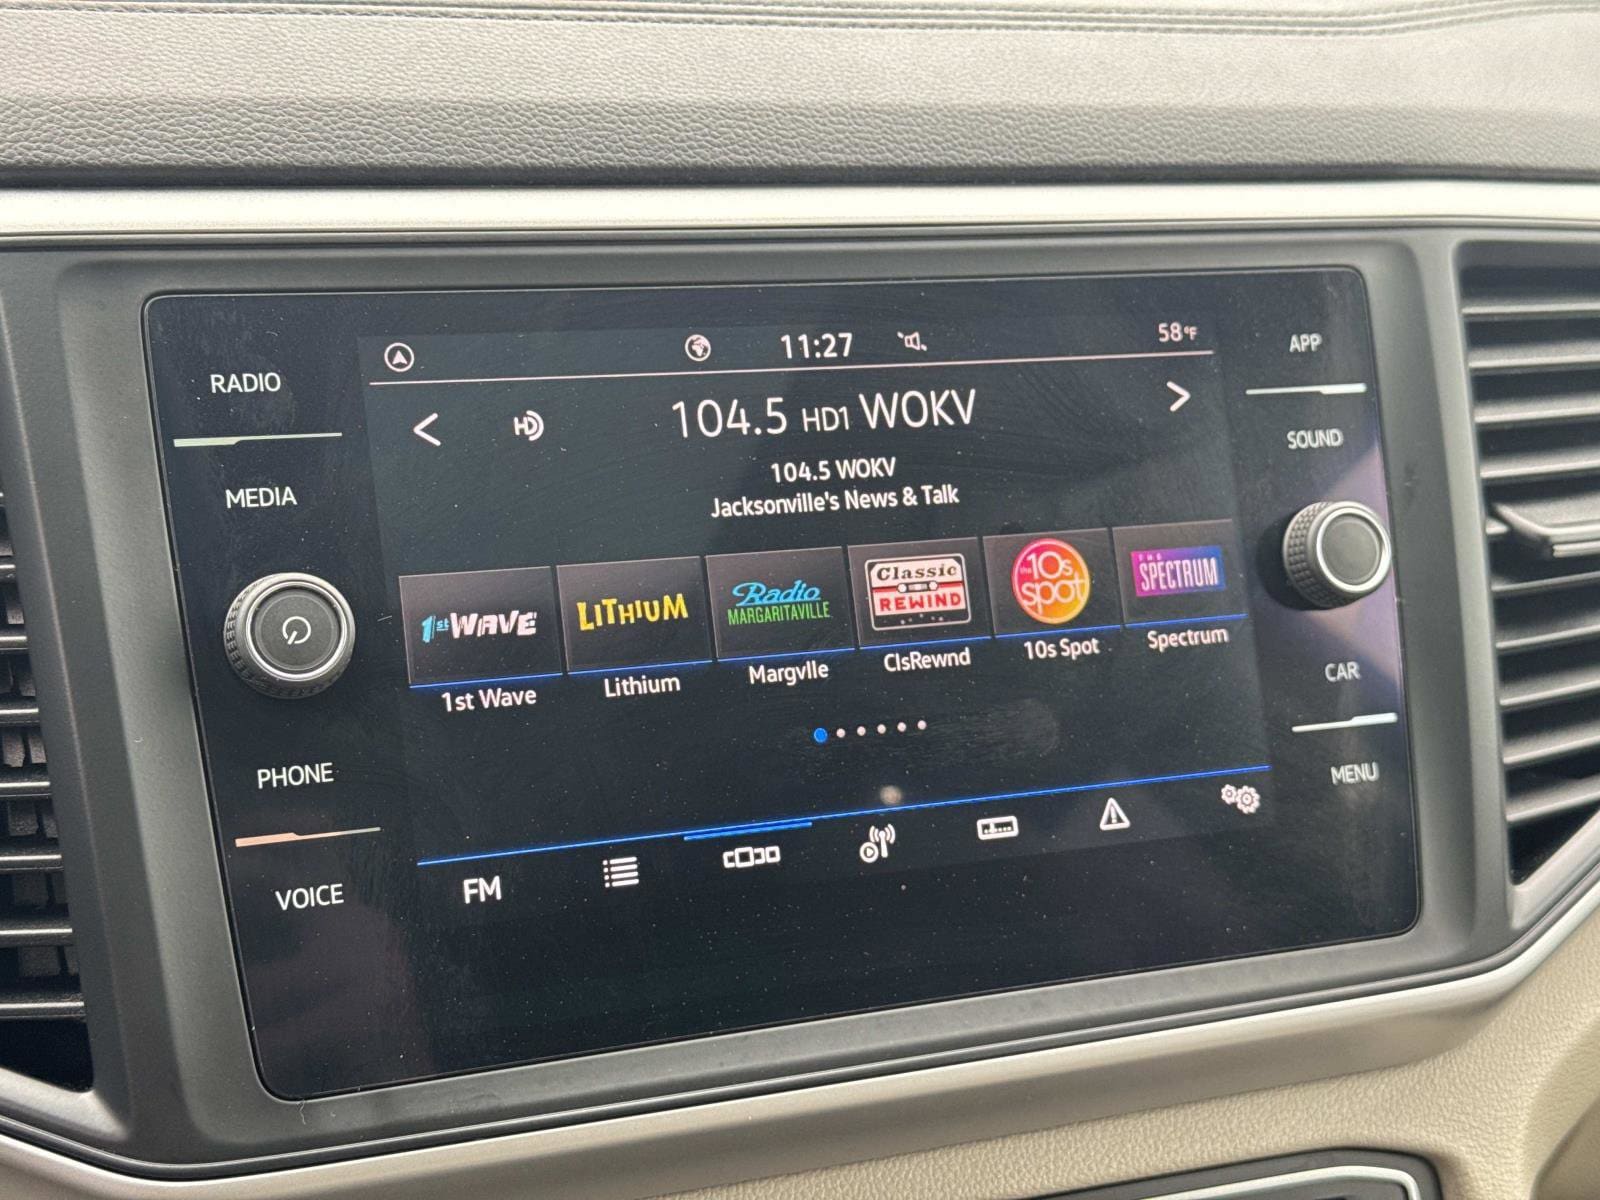 RADIO
MEDIA
PHONE
VOICE
11:27
58°F
HD
104.5 HD1 WOKV
104.5 WOKV
Jacksonville's News & Talk
1st WAVE
LITHIUM
Radio
MARGARITAVILLE
Classic
REWIND
the 10s
spot
THE
SPECTRUM
1st Wave
Lithium
Margvlle
ClsRewnd
10s Spot
Spectrum
FM
APP
SOUND
CAR
MENU